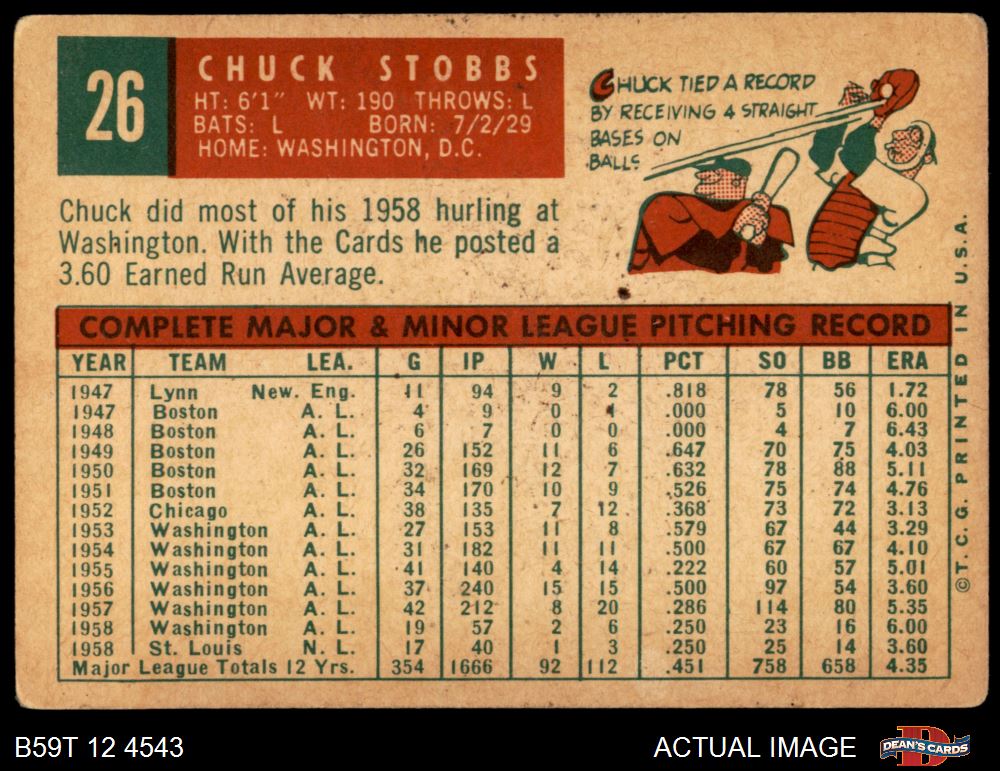 26
CHUCK STOBBS
HT: 6'1" WT: 190 THROWS: L
BATS: L BORN: 7/2/29
HOME: WASHINGTON, D.C.
CHUCK TIED A RECORD
BY RECEIVING 4 STRAIGHT
BASES ON
BALLS
Chuck did most of his 1958 hurling at
Washington. With the Cards he posted a
3.60 Earned Run Average.
COMPLETE MAJOR & MINOR LEAGUE PITCHING RECORD
YEAR TEAM LEA. G IP W L PCT SO BB ERA
1947 Lynn New. Eng. 11 94 9 2 .818 78 56 1.72
1947 Boston A. L. 4 9 0 1 .000 5 10 6.00
1948 Boston A. L. 6 7 0 0 .000 4 7 6.43
1949 Boston A. L. 26 152 11 6 .647 70 75 4.03
1950 Boston A. L. 32 169 12 7 .632 78 88 5.11
1951 Boston A. L. 34 170 10 9 .526 75 74 4.76
1952 Chicago A. L. 38 135 7 12 .368 73 72 3.13
1953 Washington A. L. 27 153 11 8 .579 67 44 3.29
1954 Washington A. L. 31 182 11 11 .500 67 67 4.10
1955 Washington A. L. 41 140 4 14 .222 60 57 5.01
1956 Washington A. L. 37 240 15 15 .500 97 54 3.60
1957 Washington A. L. 42 212 8 20 .286 114 80 5.35
1958 Washington A. L. 19 57 2 6 .250 23 16 6.00
1958 St. Louis N. L. 17 40 1 3 .250 25 14 3.60
Major League Totals 12 Yrs. 354 1666 92 112 .451 758 658 4.35
©T. C. G. PRINTED IN U.S.A.
B59T 12 4543
ACTUAL IMAGE
D
DEAN'S CARDS